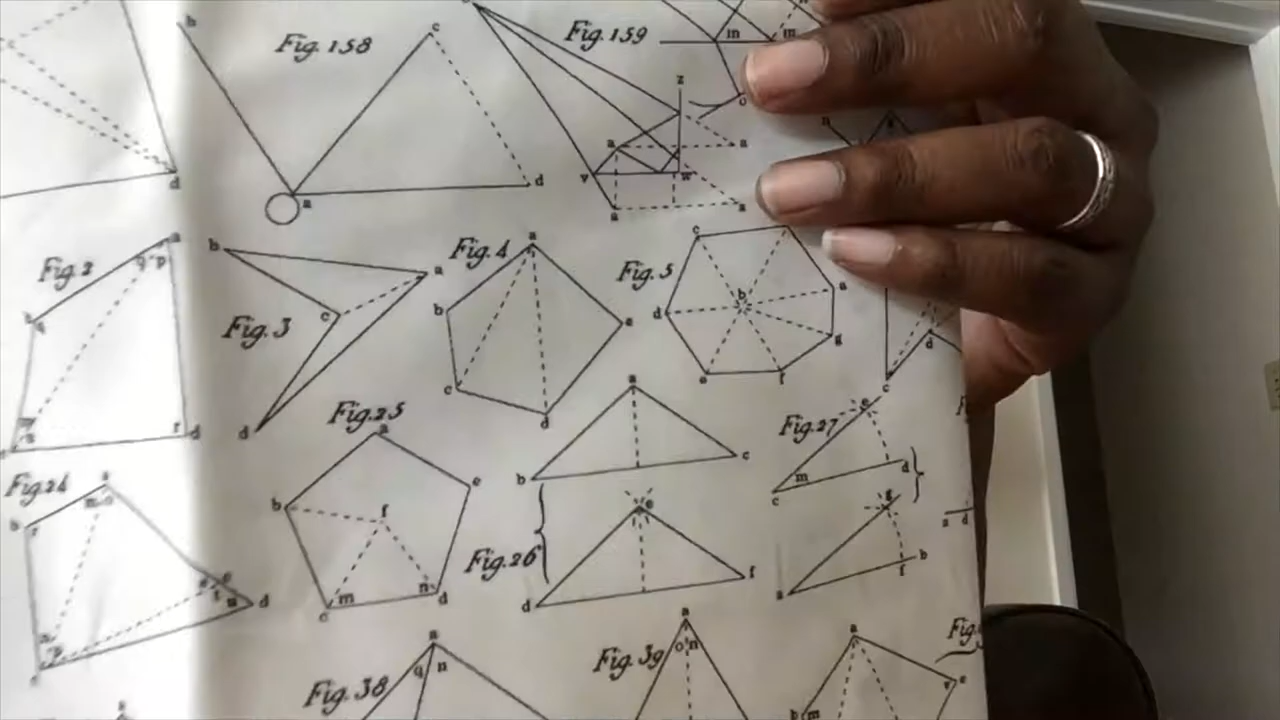 Fig. 158
Fig. 159
b
c
d
a
z
v
w
m
m
o
a
a
a
n
Fig. 2
Fig. 3
Fig. 4
Fig. 5
a
q p
b
q
r
d
b
a
c
d
a
b
e
c
d
c
b
a
d
g
e
f
d
c
Fig. 24
Fig. 25
Fig. 26
Fig. 27
m o
b
r
d
a
b
e
f
m
n
c
d
a
b
c
e
d
f
e
m
d
c
g
b
f
a
Fig. 38
Fig. 39
Fig.
a
q
n
a
o n
a
b m
v e